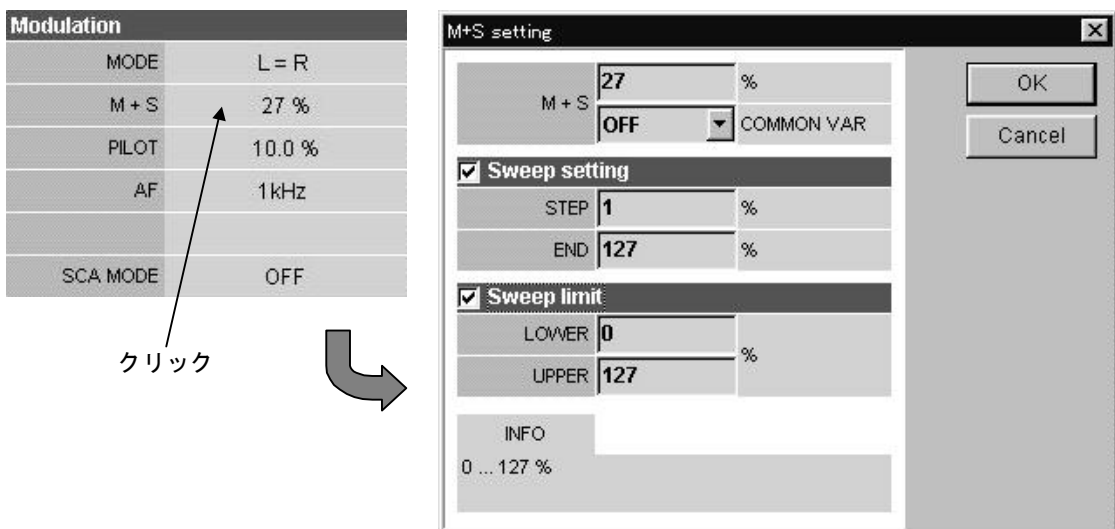 Modulation
MODE L = R
M + S 27 %
PILOT 10.0 %
AF 1kHz
SCA MODE OFF
クリック
M+S setting
M + S
27 %
OFF COMMON VAR
Sweep setting
STEP 1 %
END 127 %
Sweep limit
LOWER 0
%
UPPER 127
INFO
0 ... 127 %
OK
Cancel